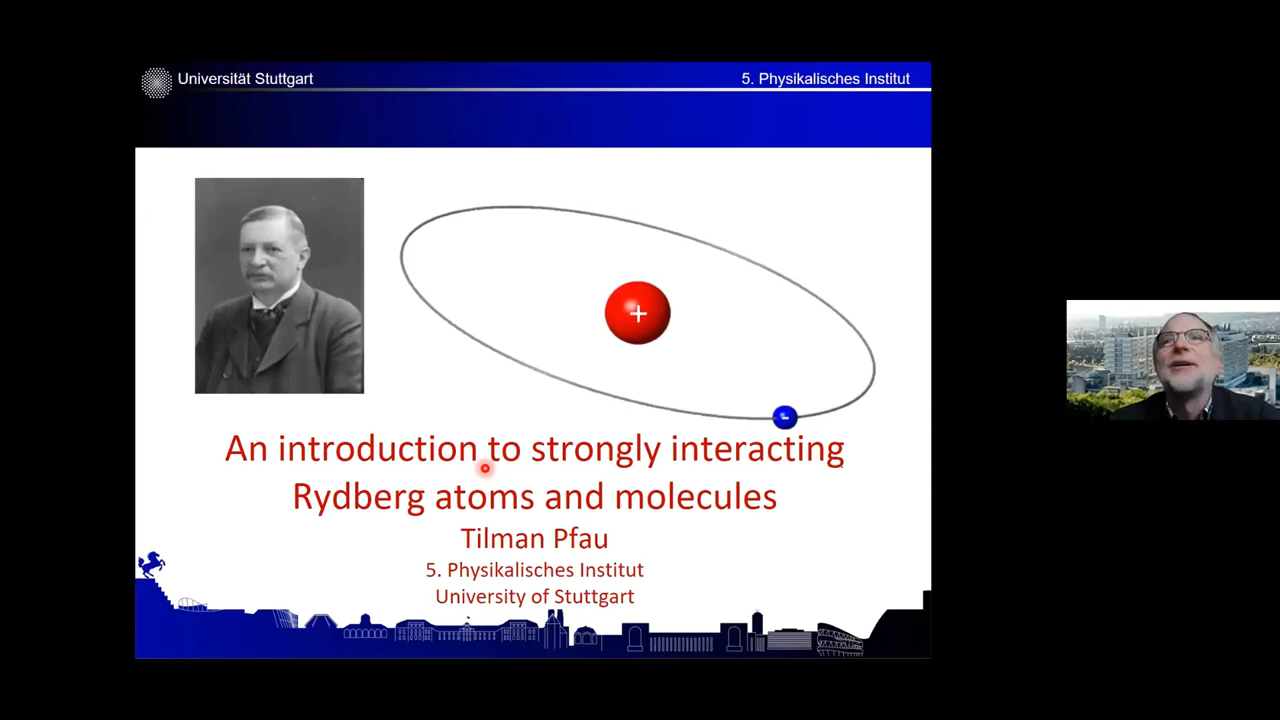 Universität Stuttgart
5. Physikalisches Institut
+
-
An introduction to strongly interacting
Rydberg atoms and molecules
Tilman Pfau
5. Physikalisches Institut
University of Stuttgart